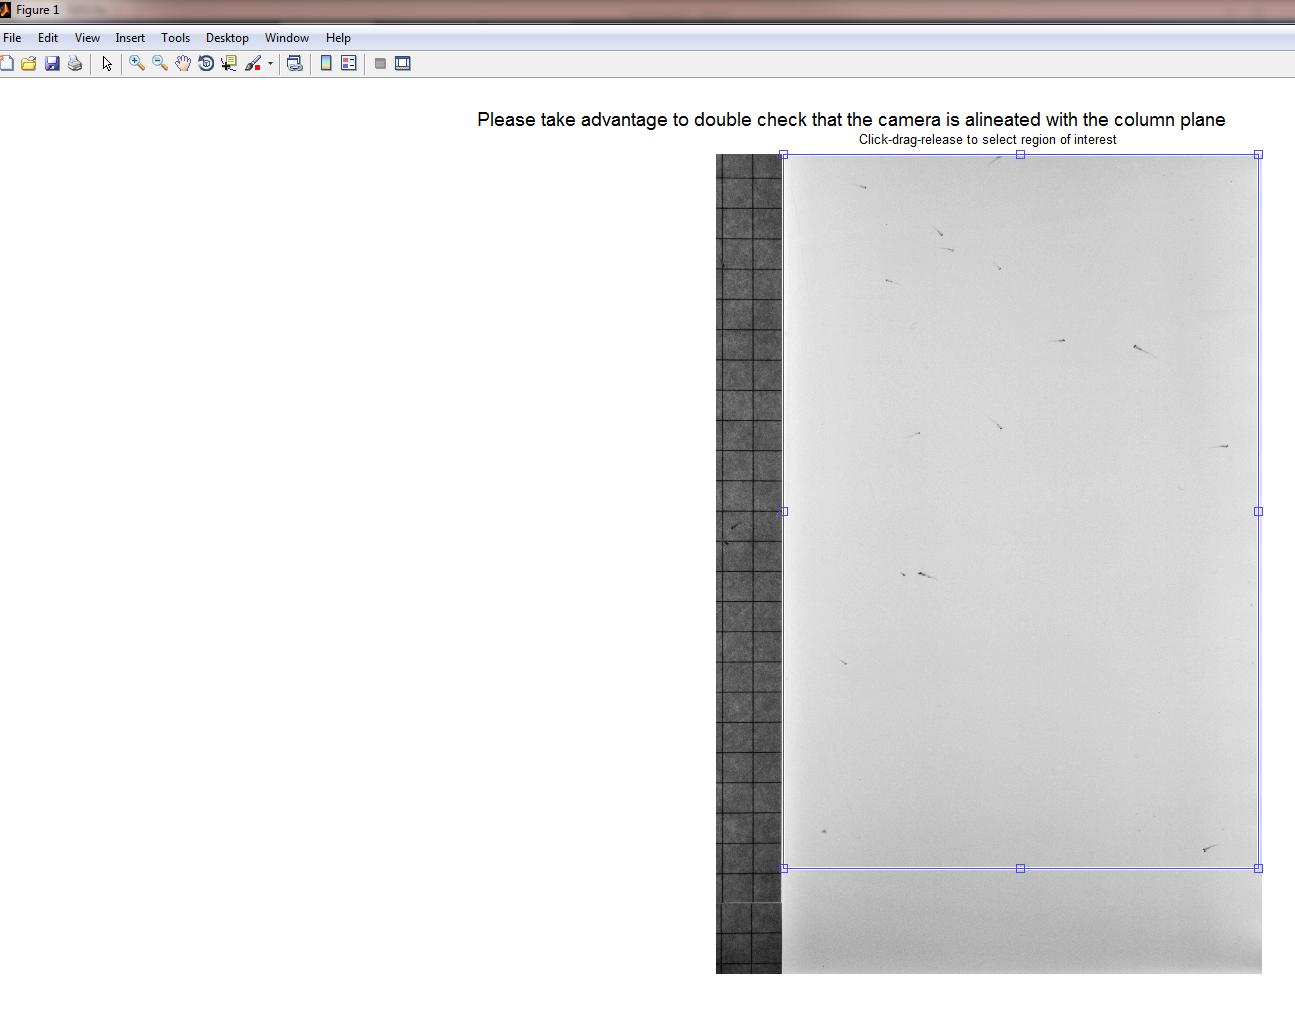 Figure 1
File Edit View Insert Tools Desktop Window Help
Please take advantage to double check that the camera is alineated with the column plane
Click-drag-release to select region of interest